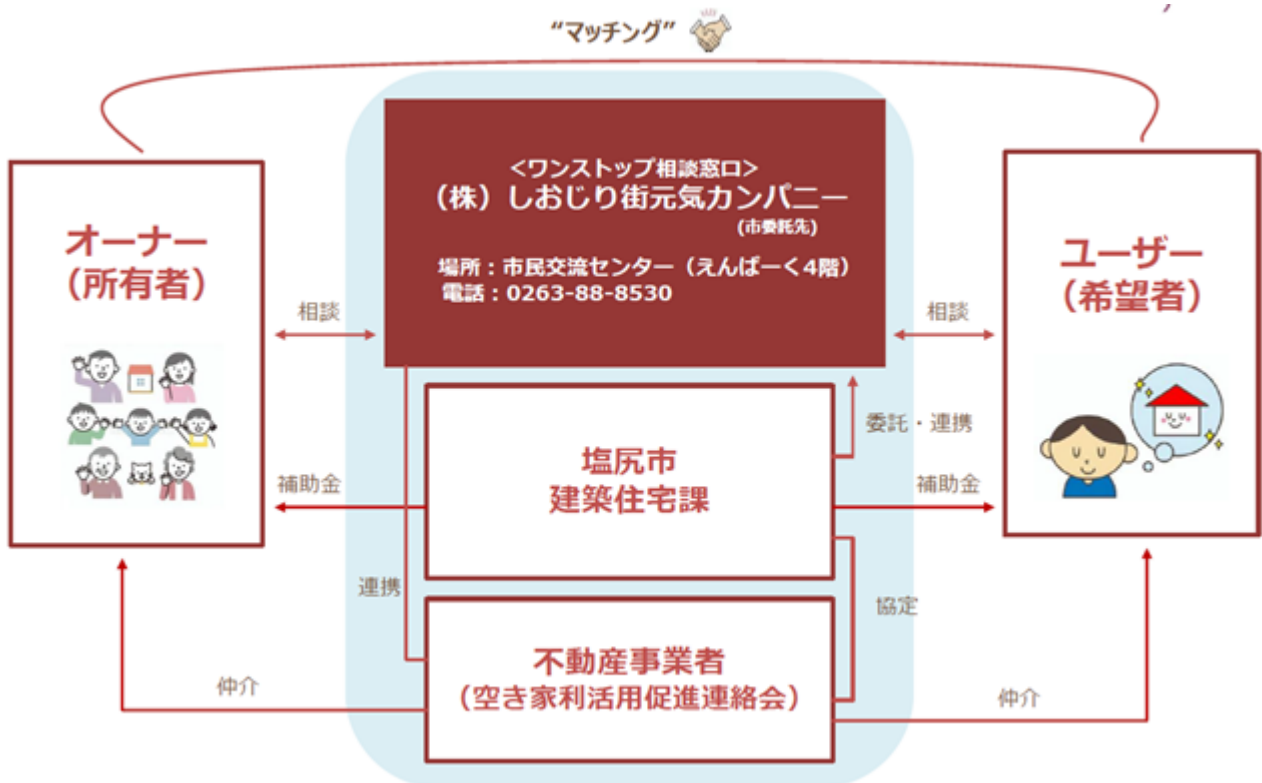 “マッチング”
＜ワンストップ相談窓口＞
（株）しおじり街元気カンパニー
(市委託先)
場所：市民交流センター（えんぱーく4階）
電話：0263-88-8530
オーナー
（所有者）
ユーザー
（希望者）
相談
相談
委託・連携
塩尻市
建築住宅課
補助金
補助金
連携
協定
不動産事業者
（空き家利活用促進連絡会）
仲介
仲介